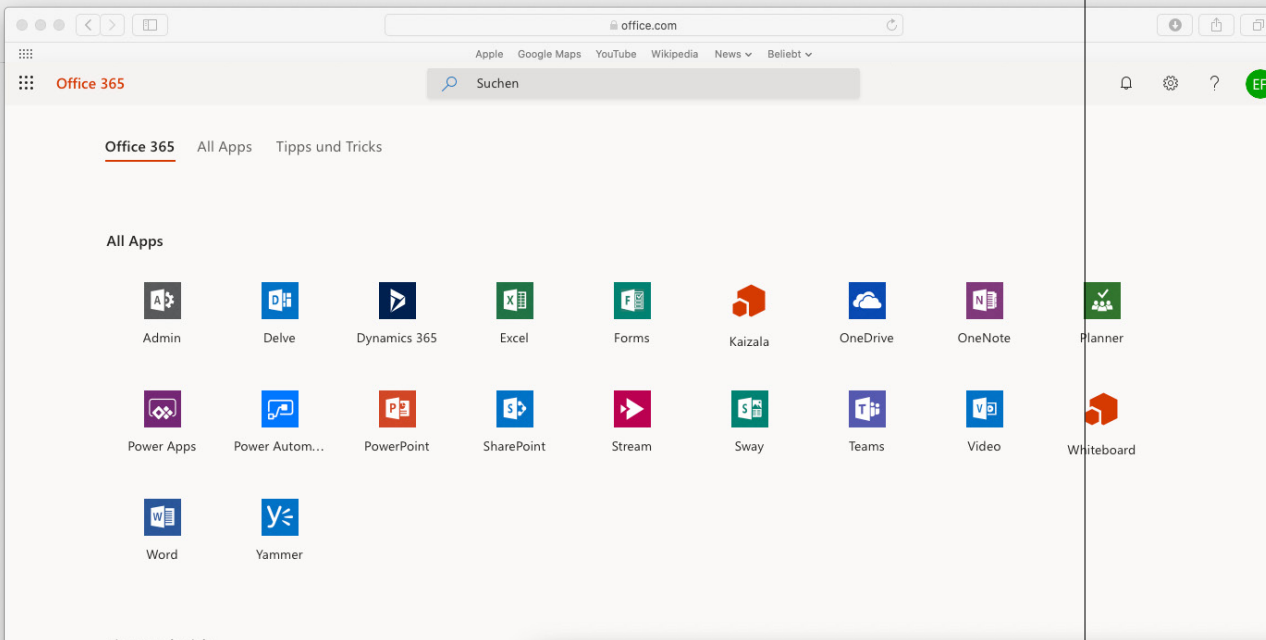 office.com
Apple Google Maps YouTube Wikipedia News Beliebt
Office 365 Suchen ? EF
Office 365 All Apps Tipps und Tricks
All Apps
Admin Delve Dynamics 365 Excel Forms Kaizala OneDrive OneNote Planner
Power Apps Power Autom... PowerPoint SharePoint Stream Sway Teams Video Whiteboard
Word Yammer